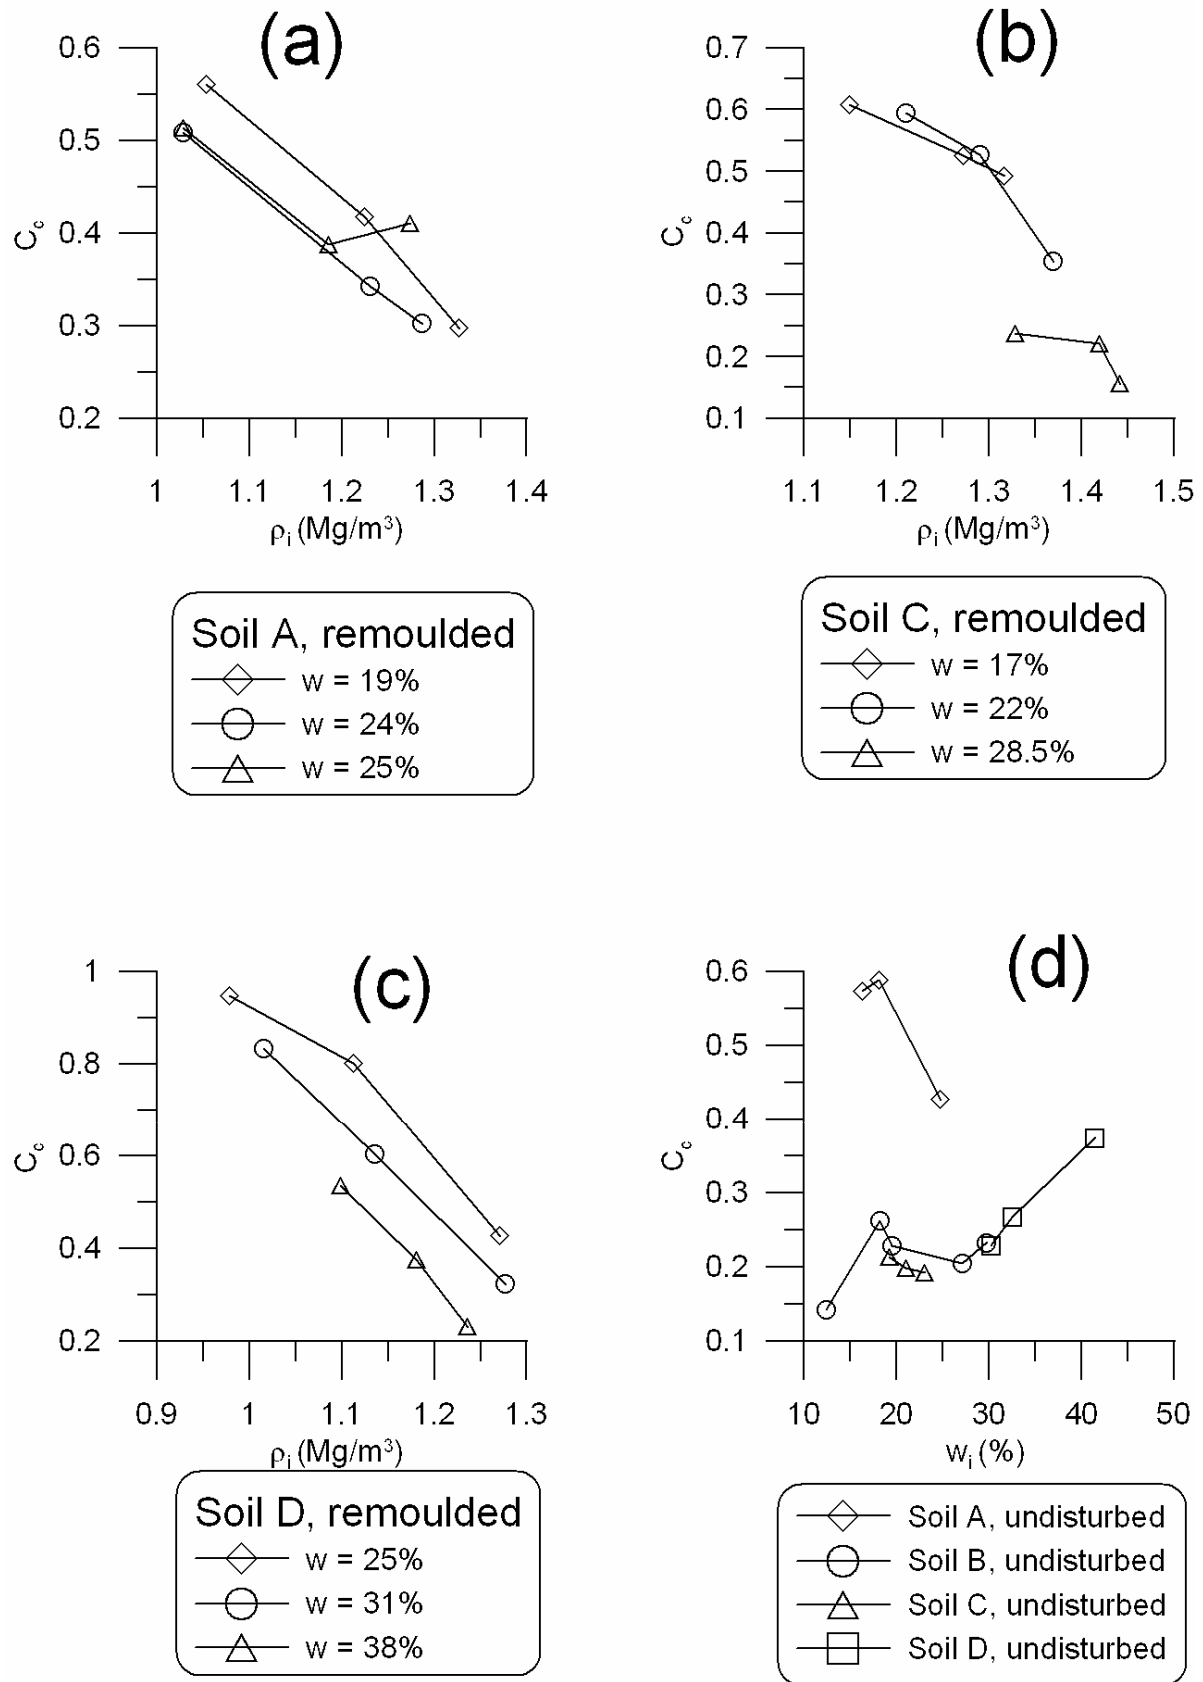 (a)
0.6
0.5
0.4
0.3
0.2
C_c
1 1.1 1.2 1.3 1.4
ρ_i (Mg/m³)
Soil A, remoulded
w = 19%
w = 24%
w = 25%
(b)
0.7
0.6
0.5
0.4
0.3
0.2
0.1
C_c
1.1 1.2 1.3 1.4 1.5
ρ_i (Mg/m³)
Soil C, remoulded
w = 17%
w = 22%
w = 28.5%
(c)
1
0.8
0.6
0.4
0.2
C_c
0.9 1 1.1 1.2 1.3
ρ_i (Mg/m³)
Soil D, remoulded
w = 25%
w = 31%
w = 38%
(d)
0.6
0.5
0.4
0.3
0.2
0.1
C_c
10 20 30 40 50
w_i (%)
Soil A, undisturbed
Soil B, undisturbed
Soil C, undisturbed
Soil D, undisturbed